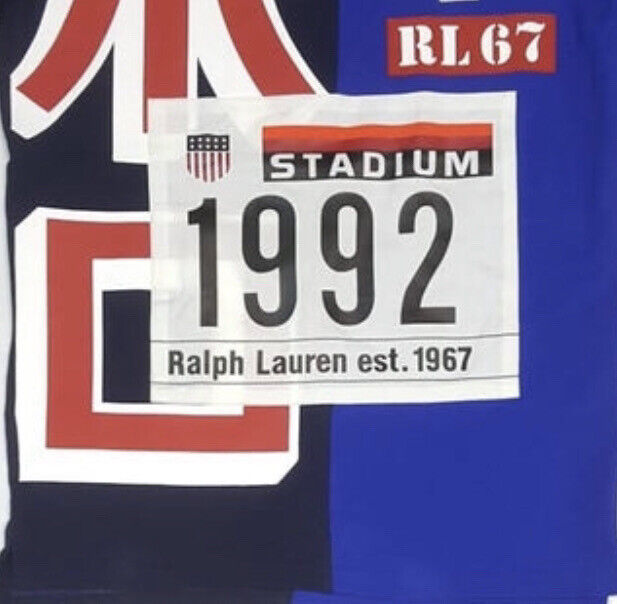 RL 67
STADIUM
1992
Ralph Lauren est. 1967